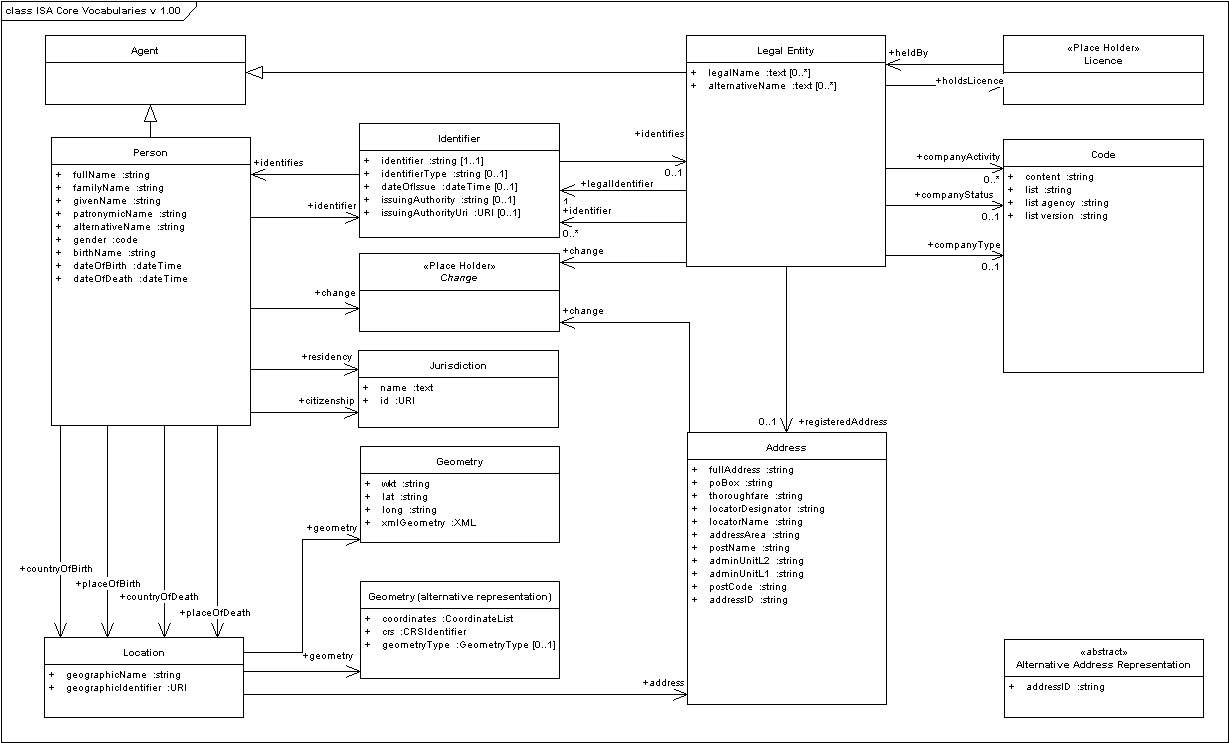 class ISA Core Vocabularies v 1.00
Agent
Legal Entity
+ legalName :text [0..*]
+ alternativeName :text [0..*]
+heldBy
+holdsLicence
«Place Holder»
Licence
Person
+ fullName :string
+ familyName :string
+ givenName :string
+ patronymicName :string
+ alternativeName :string
+ gender :code
+ birthName :string
+ dateOfBirth :dateTime
+ dateOfDeath :dateTime
+identifies
+identifier
Identifier
+ identifier :string [1..1]
+ identifierType :string [0..1]
+ dateOfIssue :dateTime [0..1]
+ issuingAuthority :string [0..1]
+ issuingAuthorityUri :URI [0..1]
+identifies
0..1
+legalIdentifier
1
+identifier
0..*
+companyActivity
0..*
+companyStatus
0..1
+companyType
0..1
Code
+ content :string
+ list :string
+ list agency :string
+ list version :string
+change
«Place Holder»
Change
+change
+change
+residency
+citizenship
Jurisdiction
+ name :text
+ id :URI
0..1
+registeredAddress
Address
+ fullAddress :string
+ poBox :string
+ thoroughfare :string
+ locatorDesignator :string
+ locatorName :string
+ addressArea :string
+ postName :string
+ adminUnitL2 :string
+ adminUnitL1 :string
+ postCode :string
+ addressID :string
Geometry
+ wkt :string
+ lat :string
+ long :string
+ xmlGeometry :XML
+geometry
+countryOfBirth
+placeOfBirth
+countryOfDeath
+placeOfDeath
Geometry (alternative representation)
+ coordinates :CoordinateList
+ crs :CRSIdentifier
+ geometryType :GeometryType [0..1]
+geometry
Location
+ geographicName :string
+ geographicIdentifier :URI
+address
«abstract»
Alternative Address Representation
+ addressID :string